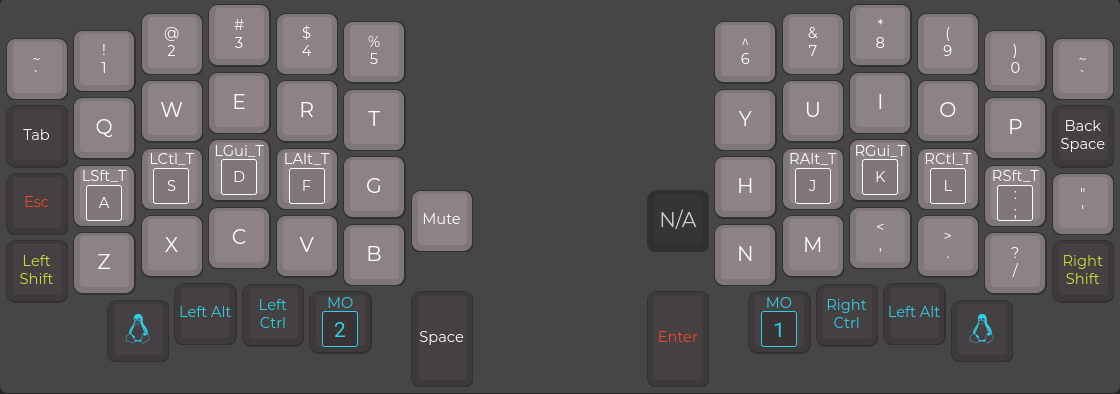 ~
`
!
1
@
2
#
3
$
4
%
5
^
6
&
7
*
8
(
9
)
0
~
`
Tab
Q
W
E
R
T
Y
U
I
O
P
Back
Space
Esc
LSft_T
A
LCtl_T
S
LGui_T
D
LAlt_T
F
G
Mute
N/A
H
RAlt_T
J
RGui_T
K
RCtl_T
L
RSft_T
:
;
"
'
Left
Shift
Z
X
C
V
B
N
M
<
,
>
.
?
/
Right
Shift
Left Alt
Left
Ctrl
MO
2
Space
Enter
MO
1
Right
Ctrl
Left Alt